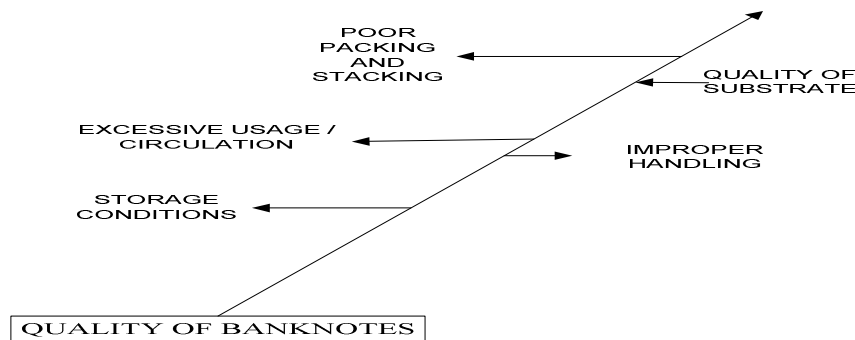 POOR
PACKING
AND
STACKING
QUALITY OF
SUBSTRATE
EXCESSIVE USAGE /
CIRCULATION
IMPROPER
HANDLING
STORAGE
CONDITIONS
QUALITY OF BANKNOTES